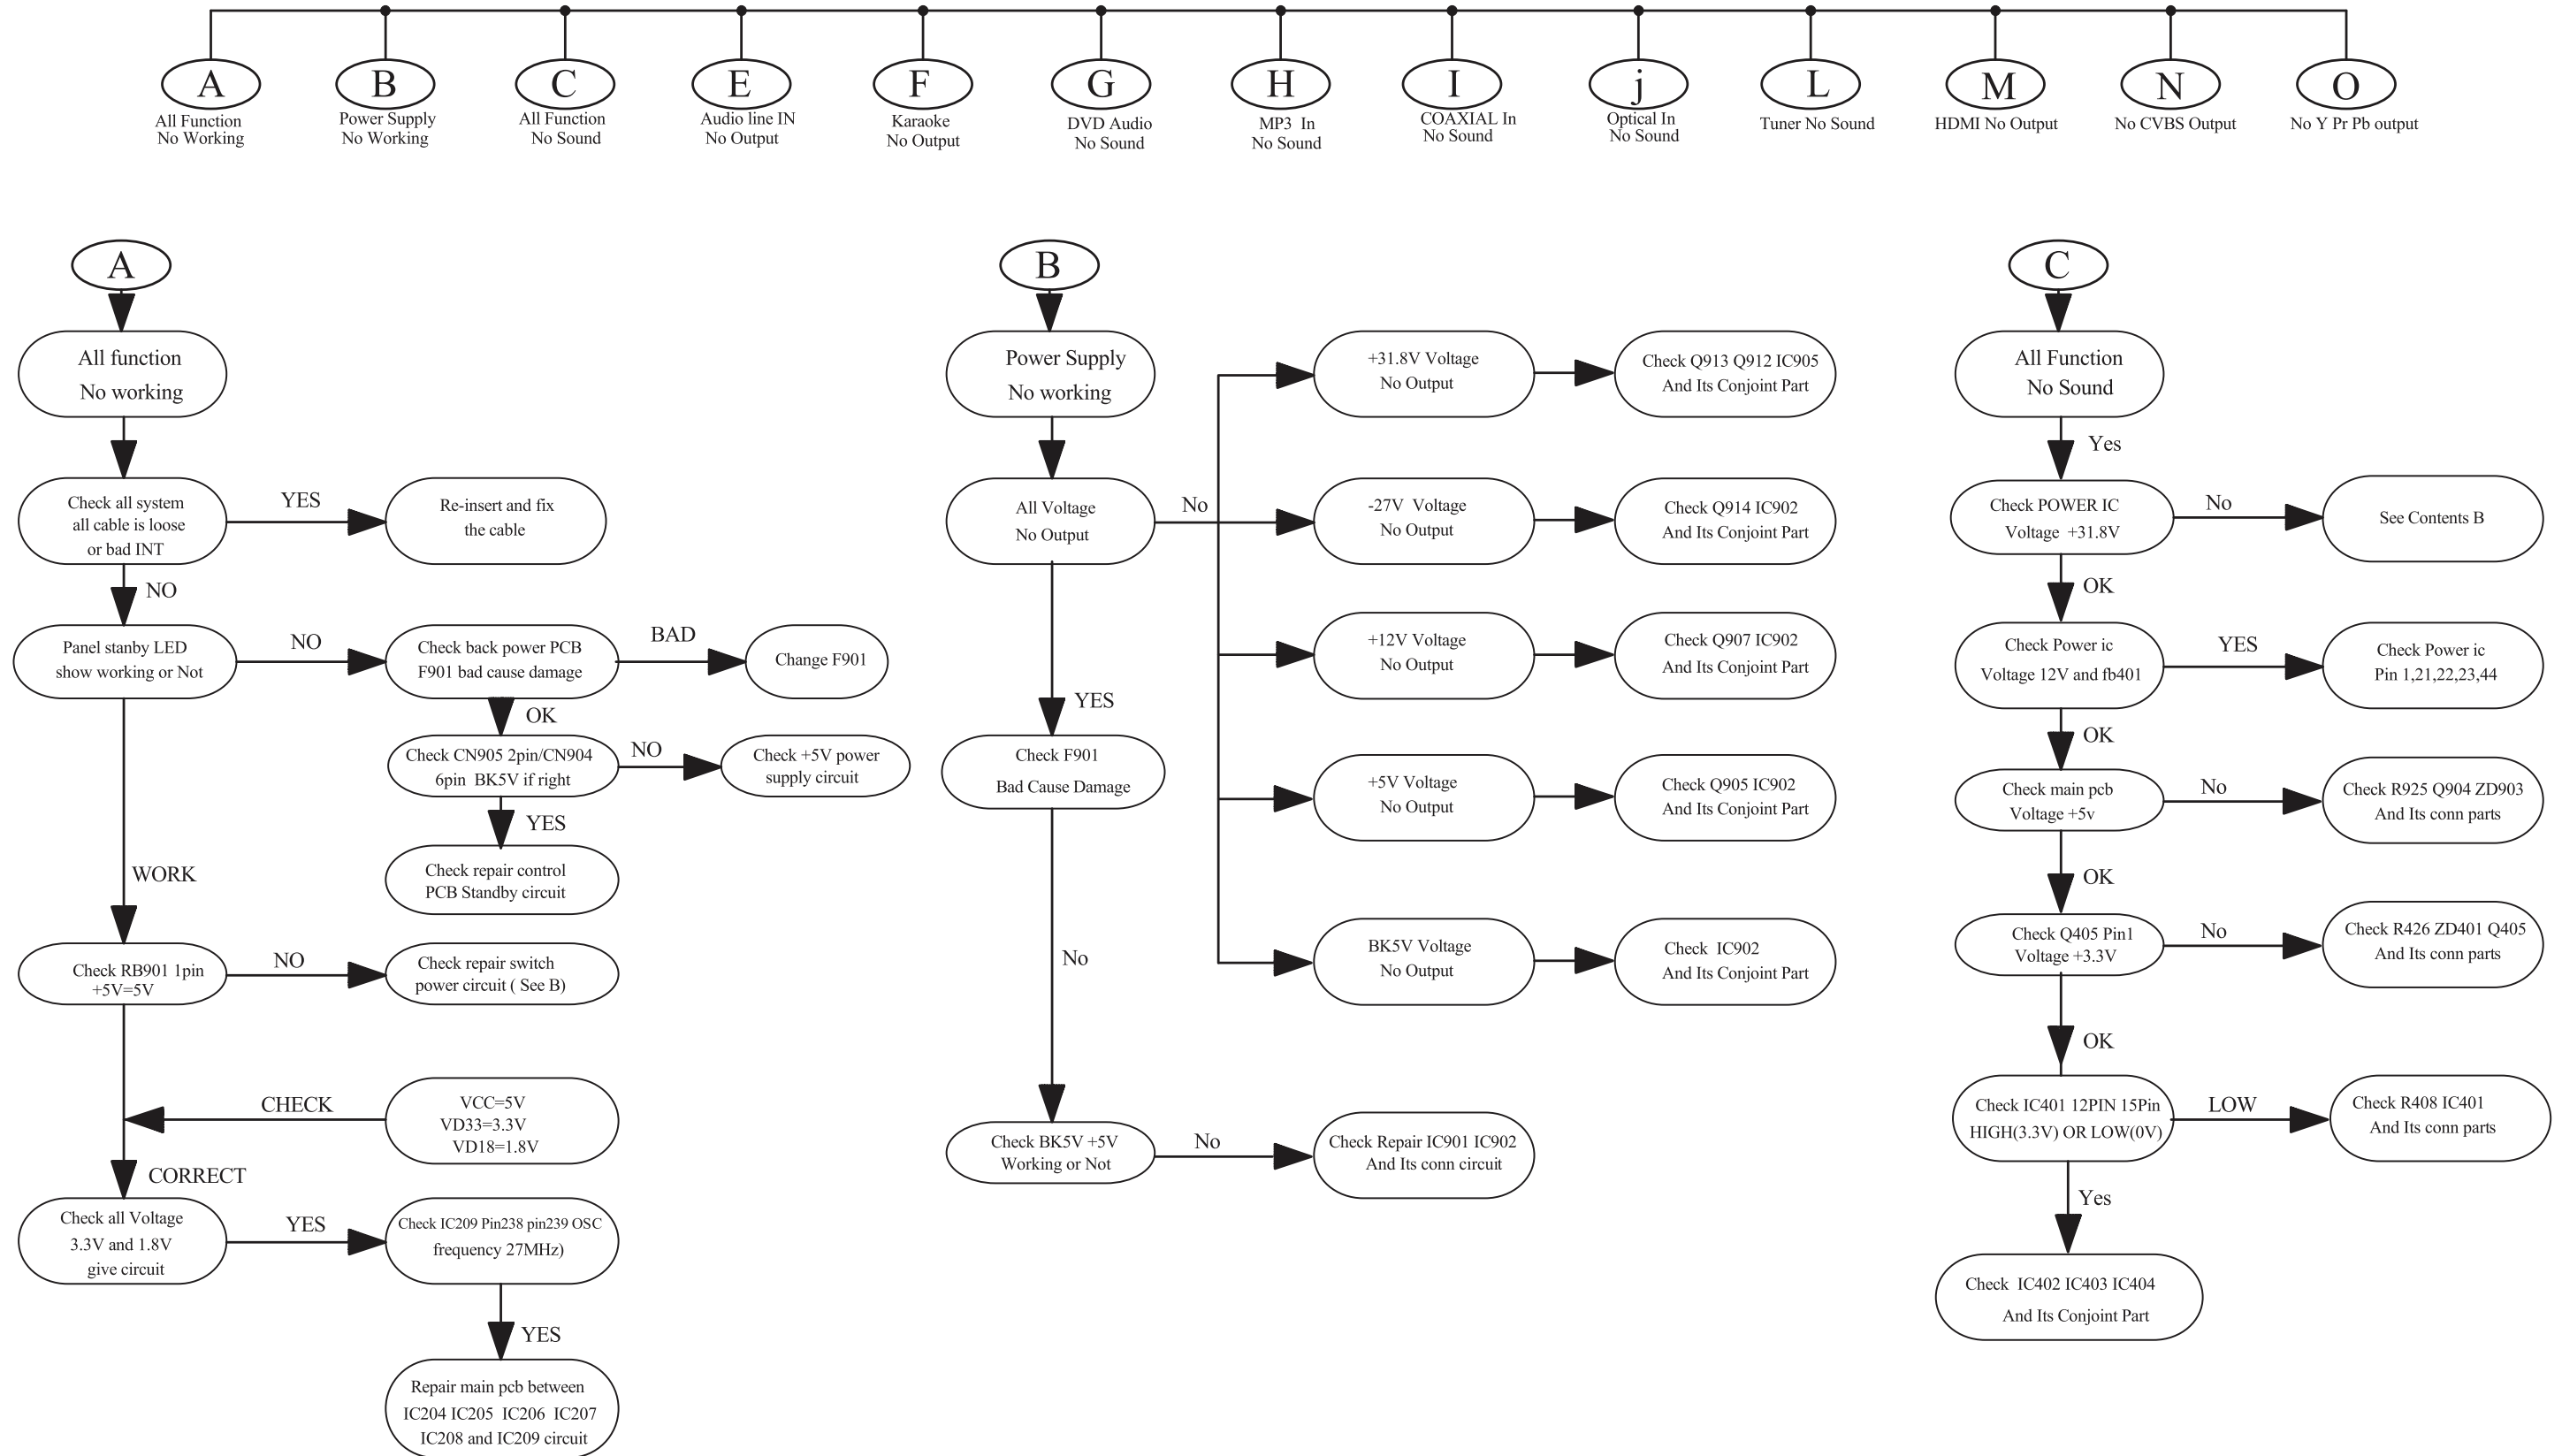 A
B
C
E
F
G
H
I
j
L
M
N
O
All Function
No Working
Power Supply
No Working
All Function
No Sound
Audio line IN
No Output
Karaoke
No Output
DVD Audio
No Sound
MP3 In
No Sound
COAXIAL In
No Sound
Optical In
No Sound
Tuner No Sound
HDMI No Output
No CVBS Output
No Y Pr Pb output
A
All function
No working
Check all system
all cable is loose
or bad INT
YES
Re-insert and fix
the cable
NO
Panel stanby LED
show working or Not
NO
Check back power PCB
F901 bad cause damage
BAD
Change F901
OK
Check CN905 2pin/CN904
6pin BK5V if right
NO
Check +5V power
supply circuit
YES
Check repair control
PCB Standby circuit
WORK
Check RB901 1pin
+5V=5V
NO
Check repair switch
power circuit ( See B)
CHECK
VCC=5V
VD33=3.3V
VD18=1.8V
CORRECT
Check all Voltage
3.3V and 1.8V
give circuit
YES
Check IC209 Pin238 pin239 OSC
frequency 27MHz)
YES
Repair main pcb between
IC204 IC205 IC206 IC207
IC208 and IC209 circuit
B
Power Supply
No working
All Voltage
No Output
No
+31.8V Voltage
No Output
Check Q913 Q912 IC905
And Its Conjoint Part
-27V Voltage
No Output
Check Q914 IC902
And Its Conjoint Part
+12V Voltage
No Output
Check Q907 IC902
And Its Conjoint Part
+5V Voltage
No Output
Check Q905 IC902
And Its Conjoint Part
BK5V Voltage
No Output
Check IC902
And Its Conjoint Part
YES
Check F901
Bad Cause Damage
No
Check BK5V +5V
Working or Not
No
Check Repair IC901 IC902
And Its conn circuit
C
All Function
No Sound
Yes
Check POWER IC
Voltage +31.8V
No
See Contents B
OK
Check Power ic
Voltage 12V and fb401
YES
Check Power ic
Pin 1,21,22,23,44
OK
Check main pcb
Voltage +5v
No
Check R925 Q904 ZD903
And Its conn parts
OK
Check Q405 Pin1
Voltage +3.3V
No
Check R426 ZD401 Q405
And Its conn parts
OK
Check IC401 12PIN 15Pin
HIGH(3.3V) OR LOW(0V)
LOW
Check R408 IC401
And Its conn parts
Yes
Check IC402 IC403 IC404
And Its Conjoint Part